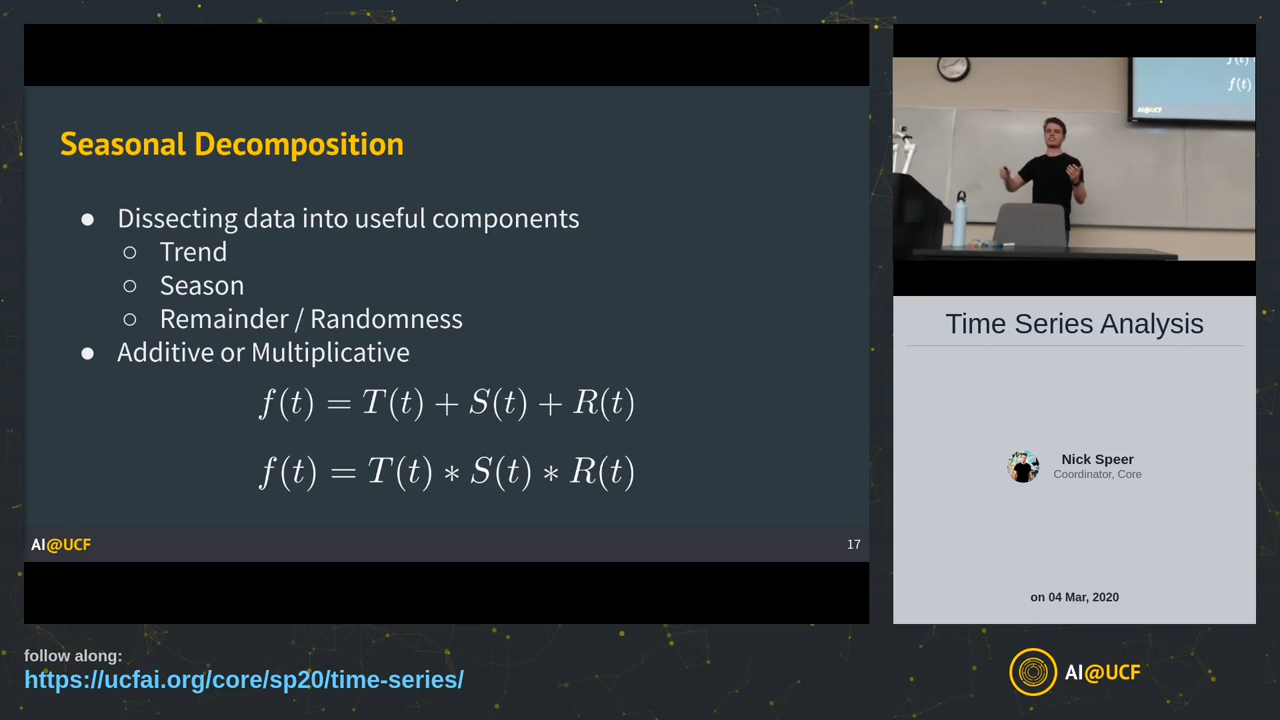 Seasonal Decomposition
● Dissecting data into useful components
○ Trend
○ Season
○ Remainder / Randomness
● Additive or Multiplicative
f(t) = T(t) + S(t) + R(t)
f(t) = T(t) ∗ S(t) ∗ R(t)
AI@UCF
17
f(t)
f(t)
AI@UCF
Time Series Analysis
Nick Speer
Coordinator, Core
on 04 Mar, 2020
follow along:
https://ucfai.org/core/sp20/time-series/
AI@UCF